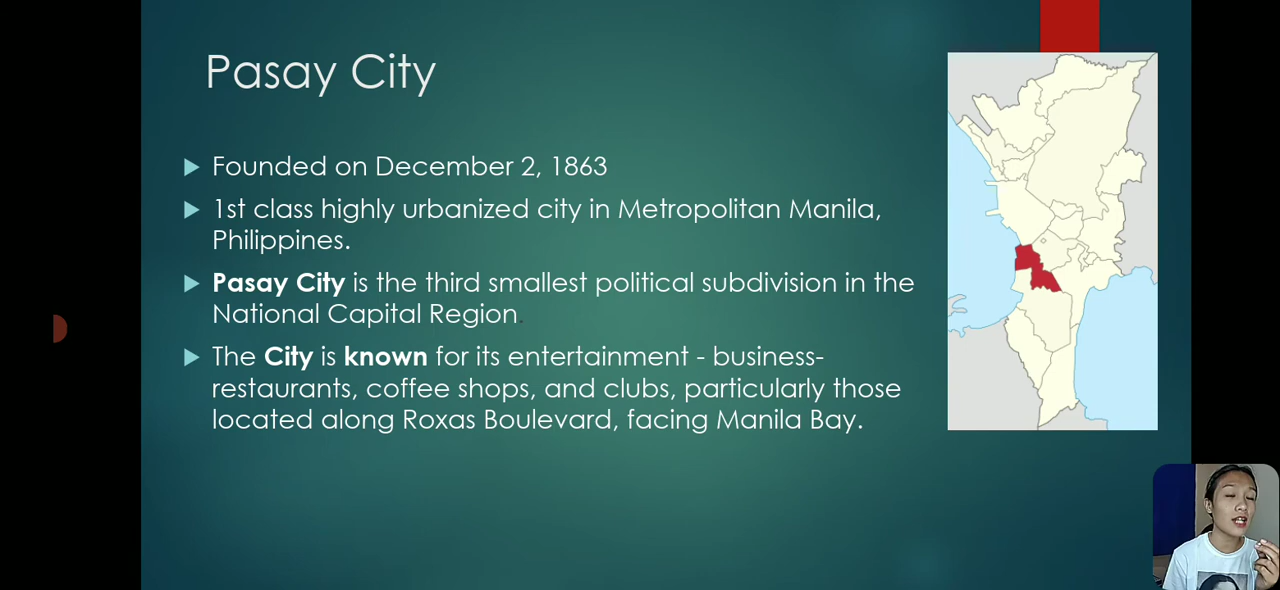 Pasay City
Founded on December 2, 1863
1st class highly urbanized city in Metropolitan Manila,
Philippines.
Pasay City is the third smallest political subdivision in the
National Capital Region.
The City is known for its entertainment - business-
restaurants, coffee shops, and clubs, particularly those
located along Roxas Boulevard, facing Manila Bay.